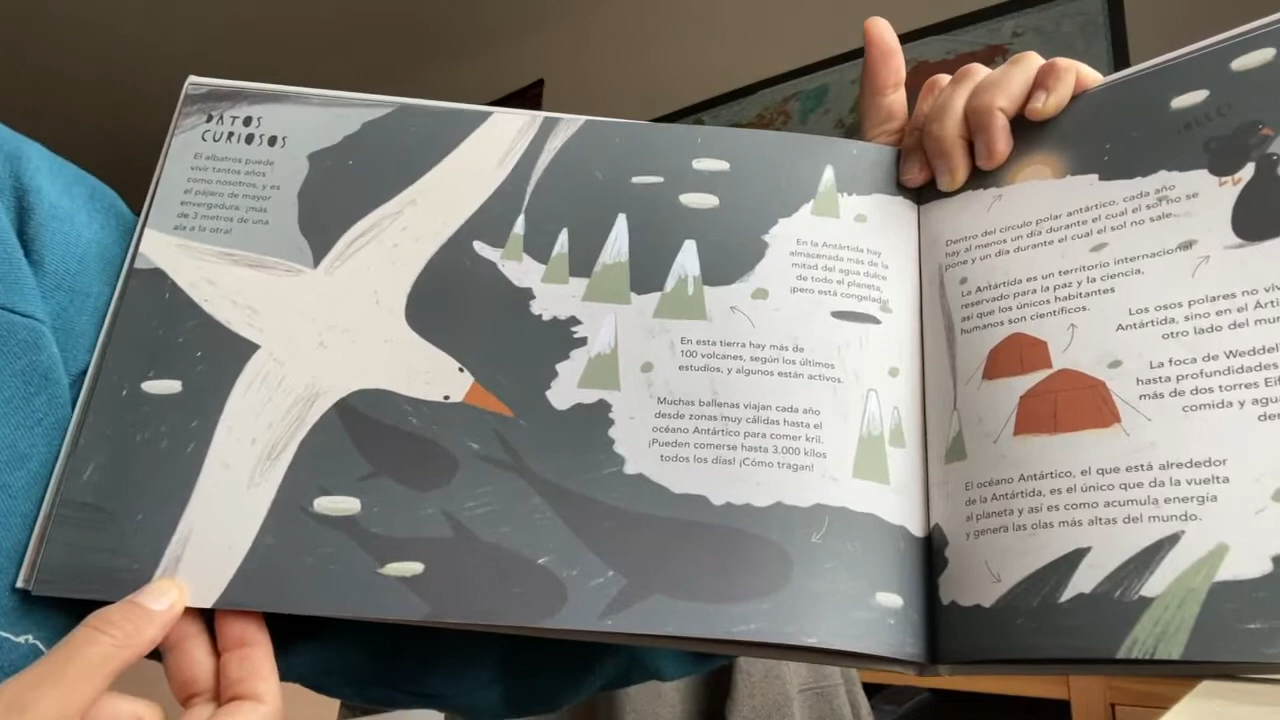 DATOS
CURIOSOS
El albatros puede
vivir tantos años
como nosotros, y es
el pájaro de mayor
envergadura: ¡más
de 3 metros de una
ala a la otra!
En la Antártida hay
almacenada más de la
mitad del agua dulce
de todo el planeta,
¡pero está congelada!
En esta tierra hay más de
100 volcanes, según los últimos
estudios, y algunos están activos.
Muchas ballenas viajan cada año
desde zonas muy cálidas hasta el
océano Antártico para comer kril.
¡Pueden comerse hasta 3.000 kilos
todos los días! ¡Cómo tragan!
Dentro del círculo polar antártico, cada año
hay al menos un día durante el cual el sol no se
pone y un día durante el cual el sol no sale.
La Antártida es un territorio internacional
reservado para la paz y la ciencia,
así que los únicos habitantes
humanos son científicos.
Los osos polares no
Antártida, sino en el
otro lado del
La foca de
hasta profundidades
más de dos torres
comida y
El océano Antártico, el que está alrededor
de la Antártida, es el único que da la vuelta
al planeta y así es como acumula energía
y genera las olas más altas del mundo.